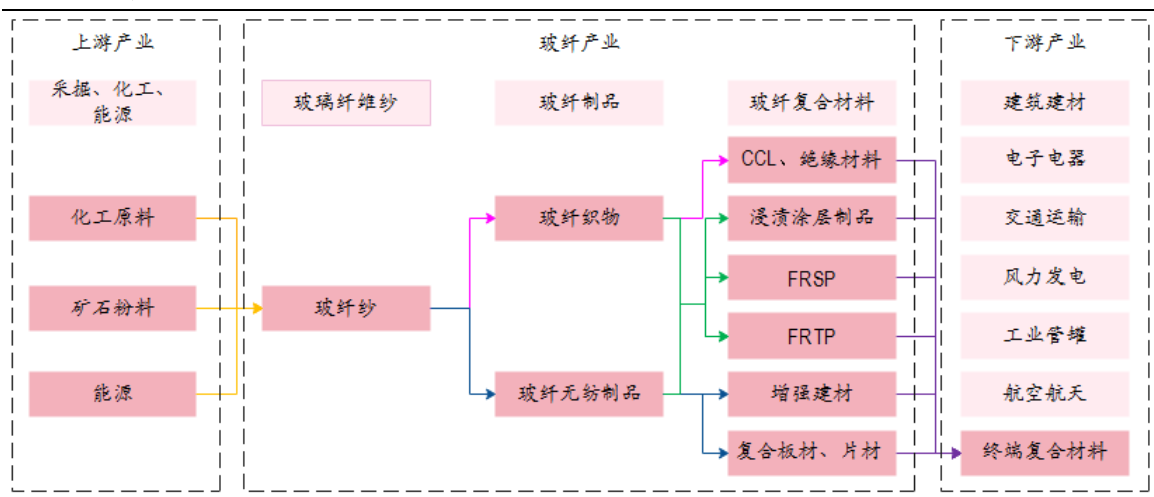 上游产业
玻纤产业
下游产业
采掘、化工、
能源
玻璃纤维纱
玻纤制品
玻纤复合材料
建筑建材
CCL、绝缘材料
电子电器
化工原料
玻纤织物
浸渍涂层制品
交通运输
FRSP
风力发电
矿石粉料
玻纤纱
FRTP
工业管罐
能源
玻纤无纺制品
增强建材
航空航天
复合板材、片材
终端复合材料